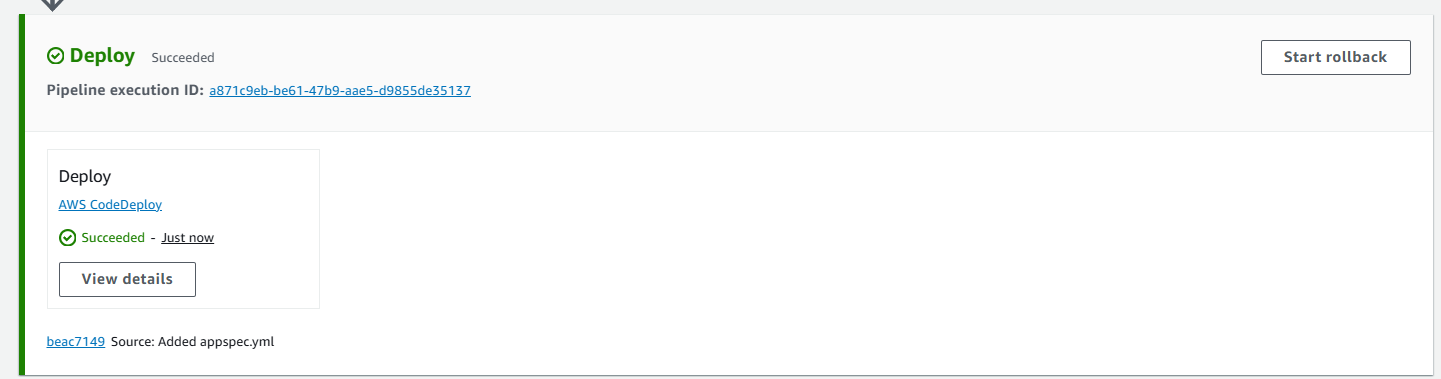 Deploy Succeeded
Start rollback
Pipeline execution ID: a871c9eb-be61-47b9-aae5-d9855de35137
Deploy
AWS CodeDeploy
Succeeded - Just now
View details
beac7149 Source: Added appspec.yml